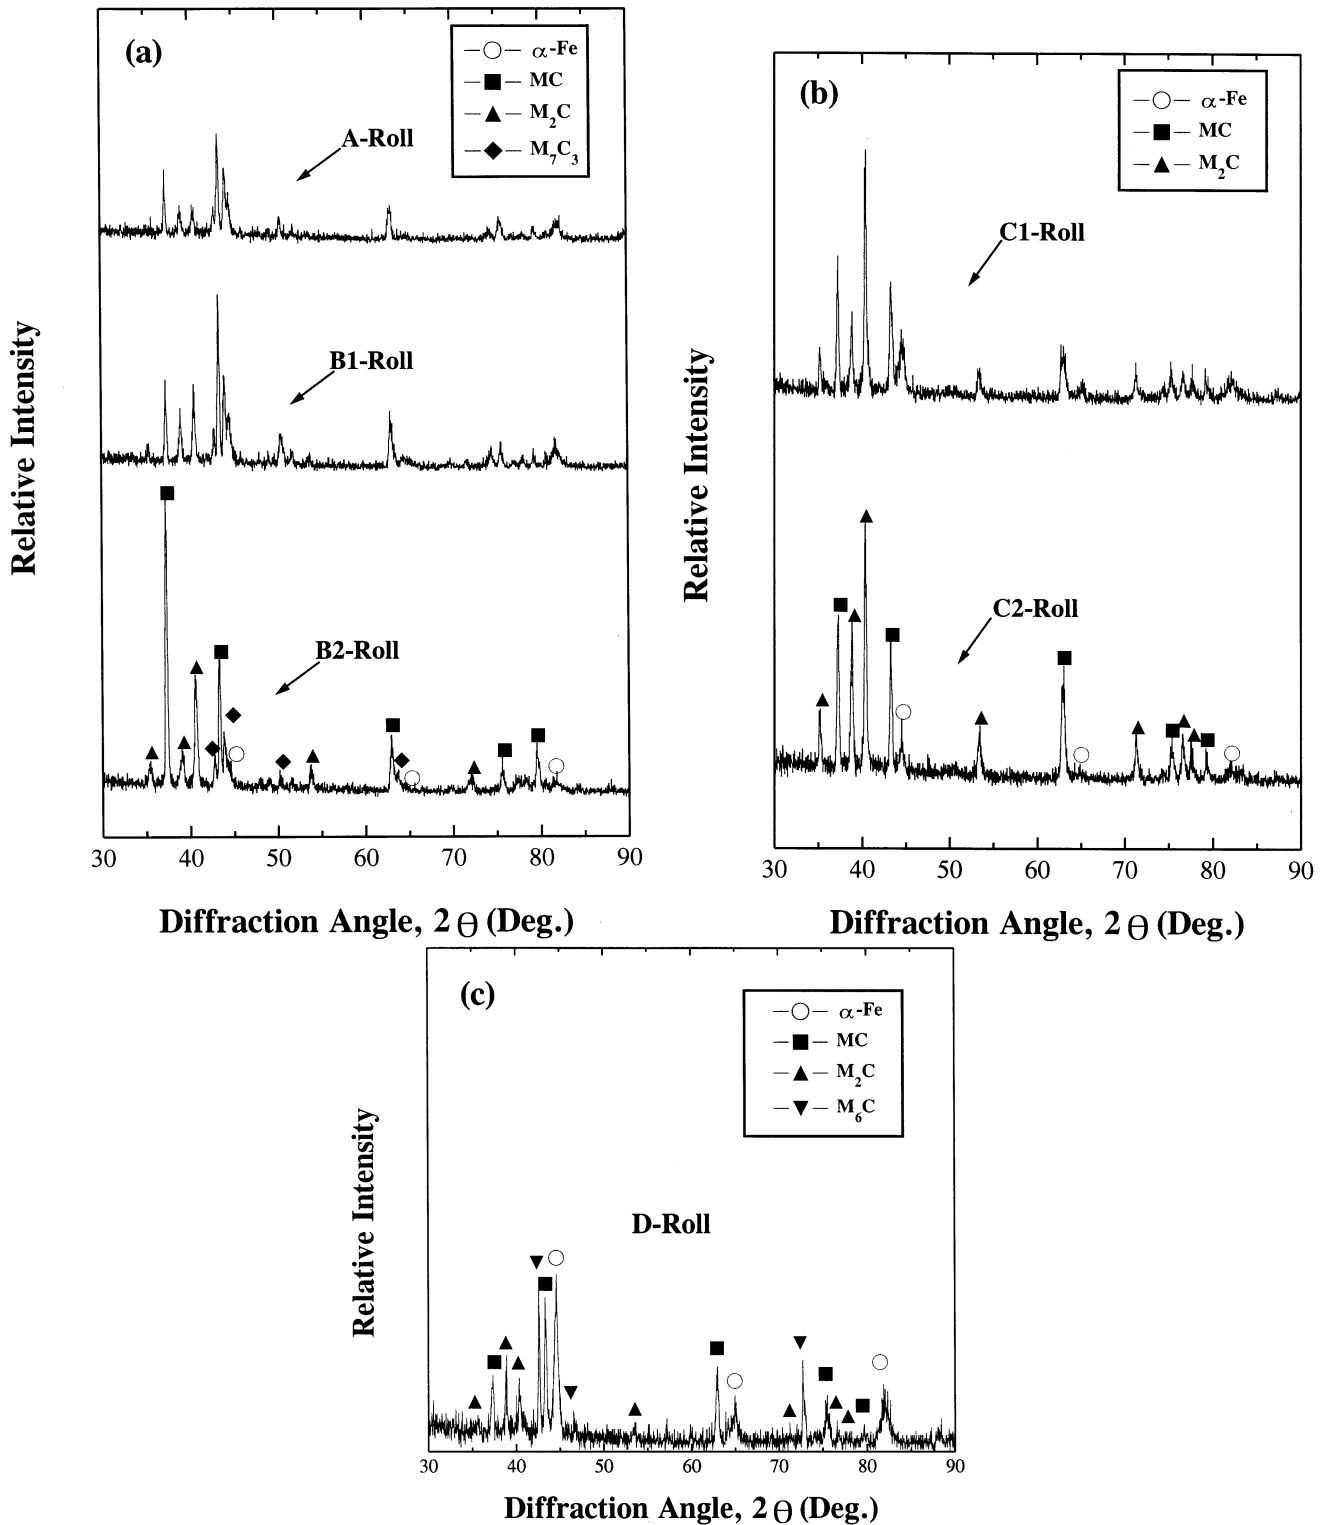 (a)
α-Fe
MC
M2C
M7C3
A-Roll
B1-Roll
B2-Roll
Relative Intensity
30 40 50 60 70 80 90
Diffraction Angle, 2 θ (Deg.)
(b)
α-Fe
MC
M2C
C1-Roll
C2-Roll
Relative Intensity
30 40 50 60 70 80 90
Diffraction Angle, 2 θ (Deg.)
(c)
α-Fe
MC
M2C
M6C
D-Roll
Relative Intensity
30 40 50 60 70 80 90
Diffraction Angle, 2 θ (Deg.)